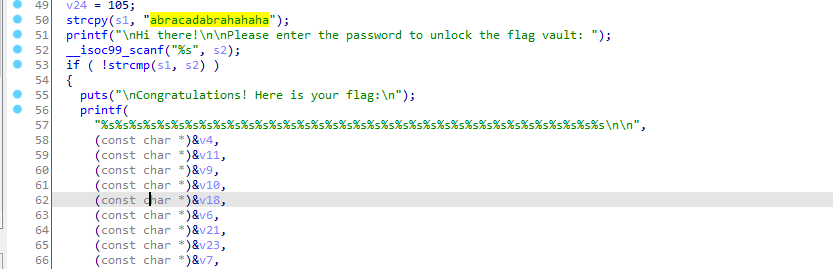 49 v24 = 105;
50 strcpy(s1, "abracadabrahahaha");
51 printf("\nHi there!\n\nPlease enter the password to unlock the flag vault: ");
52 __isoc99_scanf("%s", s2);
53 if ( !strcmp(s1, s2) )
54 {
55 puts("\nCongratulations! Here is your flag:\n");
56 printf(
57 "%s%s%s%s%s%s%s%s%s%s%s%s%s%s%s%s%s%s%s%s%s%s%s%s%s%s%s%s%s%s%s%s%s%s%s%s\n\n",
58 (const char *)&v4,
59 (const char *)&v11,
60 (const char *)&v9,
61 (const char *)&v10,
62 (const char *)&v18,
63 (const char *)&v6,
64 (const char *)&v21,
65 (const char *)&v23,
66 (const char *)&v7,